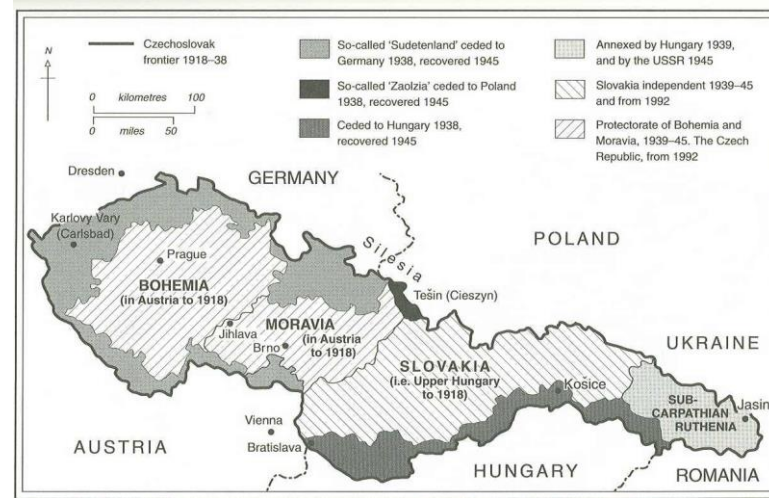 Czechoslovak
frontier 1918–38
N
0 kilometres 100
0 miles 50
So-called 'Sudetenland' ceded to
Germany 1938, recovered 1945
So-called 'Zaolzia' ceded to Poland
1938, recovered 1945
Ceded to Hungary 1938,
recovered 1945
Annexed by Hungary 1939,
and by the USSR 1945
Slovakia independent 1939–45
and from 1992
Protectorate of Bohemia and
Moravia, 1939–45. The Czech
Republic, from 1992
Dresden
GERMANY
Karlovy Vary
(Carlsbad)
Prague
BOHEMIA
(in Austria to 1918)
Silesia
POLAND
Tešin (Cieszyn)
Jihlava
MORAVIA
(in Austria
to 1918)
Brno
SLOVAKIA
(i.e. Upper Hungary
to 1918)
Košice
UKRAINE
SUB-
CARPATHIAN
RUTHENIA
Jasin
Vienna
Bratislava
AUSTRIA
HUNGARY
ROMANIA